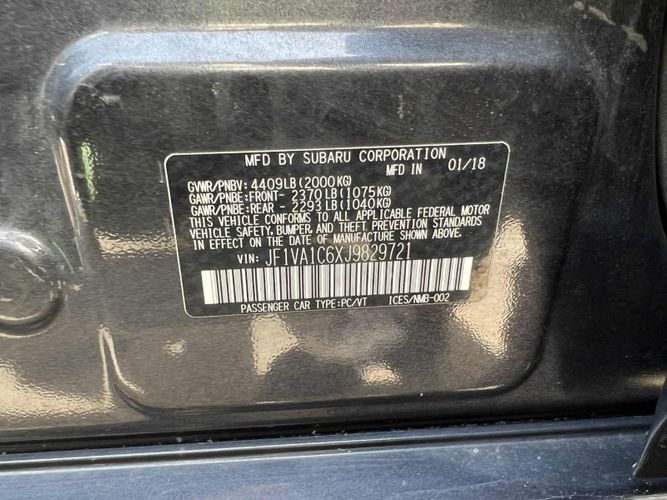 MFD BY SUBARU CORPORATION
MFD IN 01/18
GVWR/PNBV: 4409LB(2000KG)
GAWR/PNBE:FRONT- 2370LB(1075KG)
GAWR/PNBE:REAR - 2293LB(1040KG)
THIS VEHICLE CONFORMS TO ALL APPLICABLE FEDERAL MOTOR
VEHICLE SAFETY, BUMPER, AND THEFT PREVENTION STANDARDS
IN EFFECT ON THE DATE OF MANUFACTURE SHOWN ABOVE.
VIN: JF1VA1C6XJ9829721
PASSENGER CAR TYPE:PC/VT ICES/NMB-002